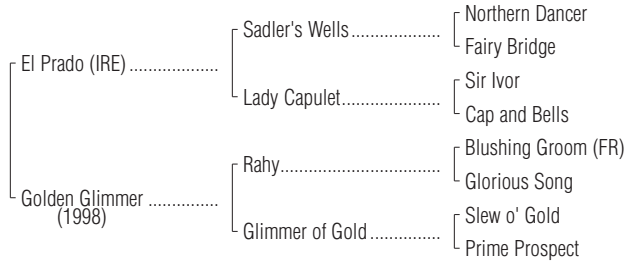 Northern Dancer
Sadler's Wells....................
Fairy Bridge
El Prado (IRE) ..................
Sir Ivor
Lady Capulet......................
Cap and Bells
Blushing Groom (FR)
Rahy..................................
Glorious Song
Golden Glimmer ..............
(1998)
Slew o' Gold
Glimmer of Gold................
Prime Prospect